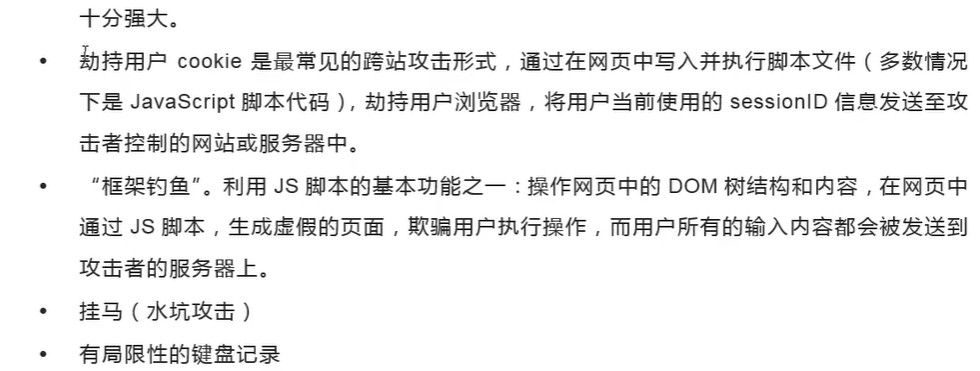 十分强大。
• 劫持用户 cookie 是最常见的跨站攻击形式，通过在网页中写入并执行脚本文件（多数情况
下是 JavaScript 脚本代码），劫持用户浏览器，将用户当前使用的 sessionID 信息发送至攻
击者控制的网站或服务器中。
• “框架钓鱼”。利用 JS 脚本的基本功能之一：操作网页中的 DOM 树结构和内容，在网页中
通过 JS 脚本，生成虚假的页面，欺骗用户执行操作，而用户所有的输入内容都会被发送到
攻击者的服务器上。
• 挂马（水坑攻击）
• 有局限性的键盘记录